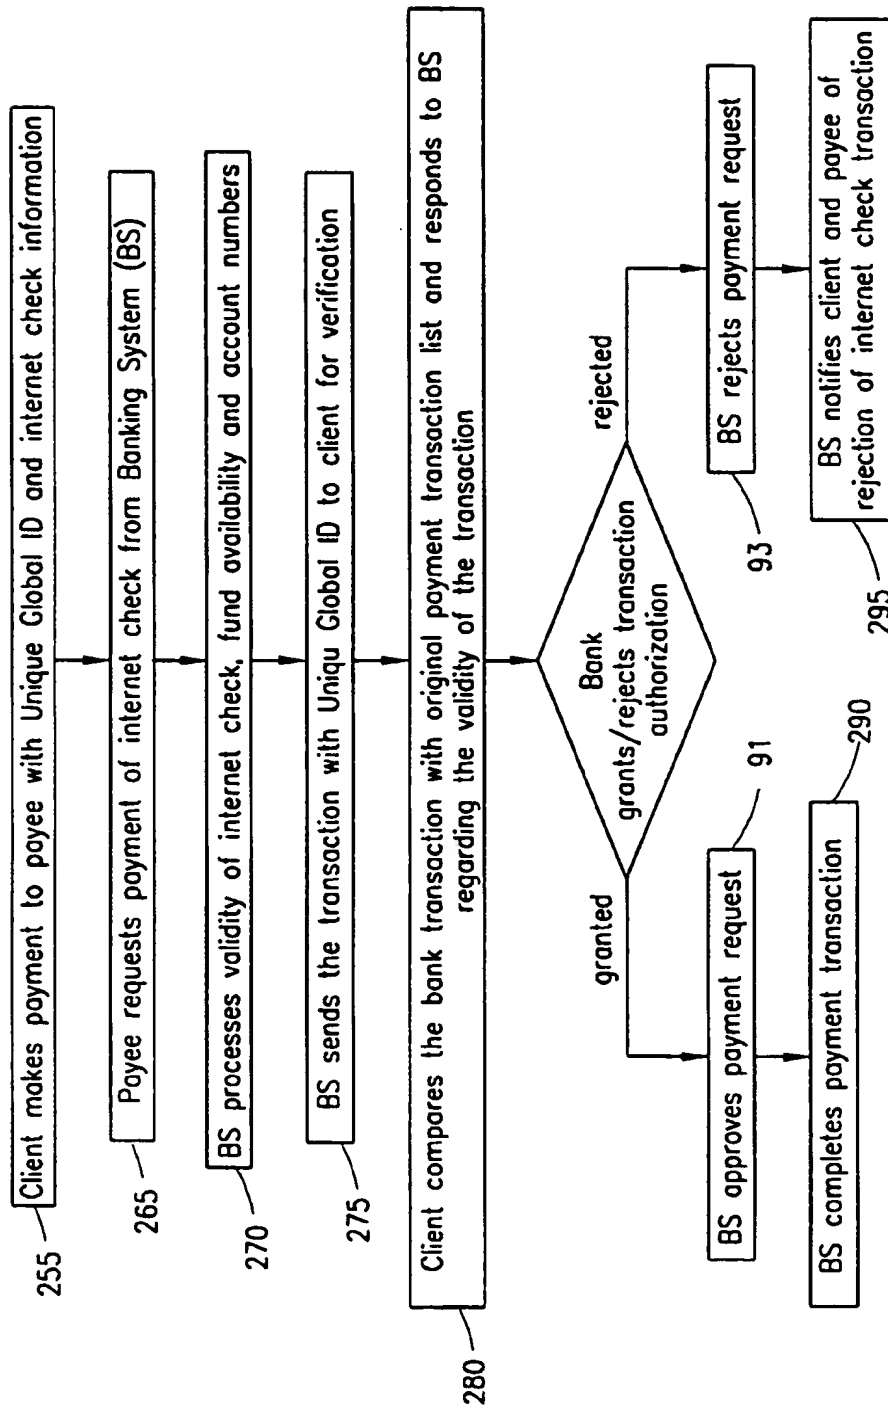 Client makes payment to payee with Unique Global ID and internet check information
255
Payee requests payment of internet check from Banking System (BS)
265
BS processes validity of internet check, fund availability and account numbers
270
BS sends the transaction with Uniqu Global ID to client for verification
275
Client compares the bank transaction with original payment transaction list and responds to BS
regarding the validity of the transaction
280
Bank
grants/rejects transaction
authorization
granted
rejected
BS approves payment request
91
BS rejects payment request
93
BS completes payment transaction
290
BS notifies client and payee of
rejection of internet check transaction
295